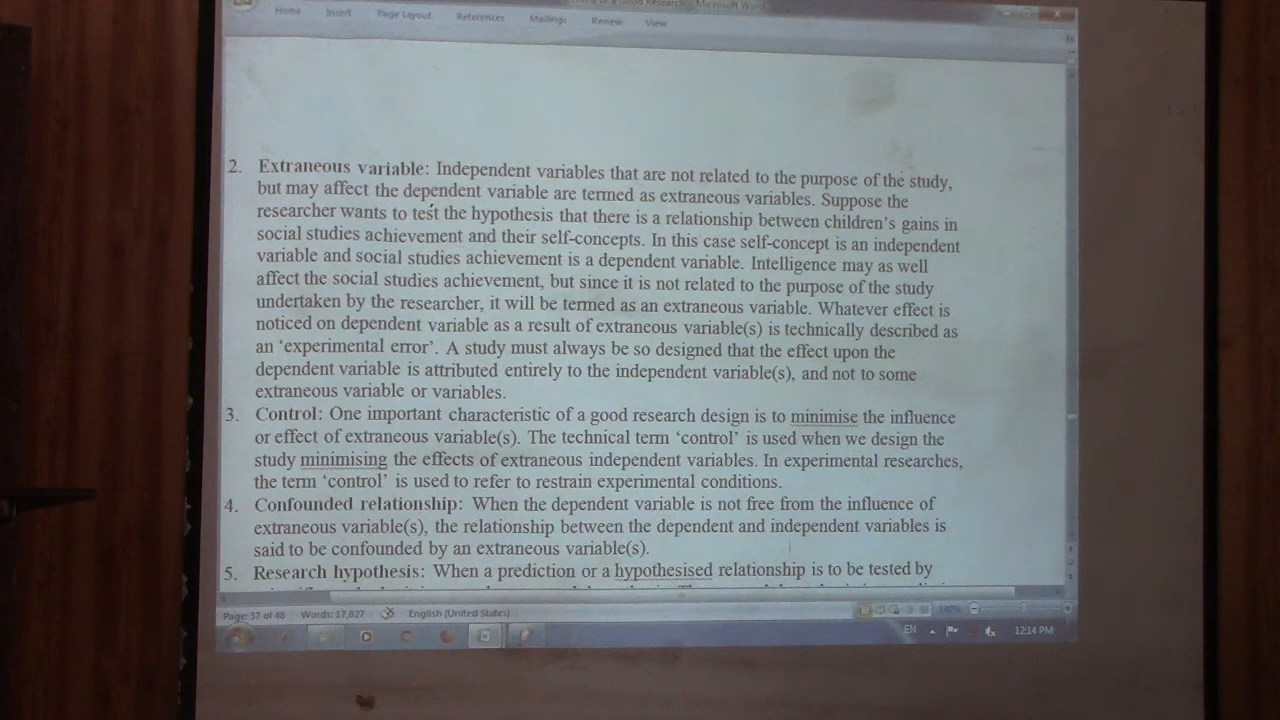 Research - Microsoft Word
Home Insert Page Layout References Mailings Review View
2. Extraneous variable: Independent variables that are not related to the purpose of the study,
but may affect the dependent variable are termed as extraneous variables. Suppose the
researcher wants to test the hypothesis that there is a relationship between children's gains in
social studies achievement and their self-concepts. In this case self-concept is an independent
variable and social studies achievement is a dependent variable. Intelligence may as well
affect the social studies achievement, but since it is not related to the purpose of the study
undertaken by the researcher, it will be termed as an extraneous variable. Whatever effect is
noticed on dependent variable as a result of extraneous variable(s) is technically described as
an 'experimental error'. A study must always be so designed that the effect upon the
dependent variable is attributed entirely to the independent variable(s), and not to some
extraneous variable or variables.
3. Control: One important characteristic of a good research design is to minimise the influence
or effect of extraneous variable(s). The technical term 'control' is used when we design the
study minimising the effects of extraneous independent variables. In experimental researches,
the term 'control' is used to refer to restrain experimental conditions.
4. Confounded relationship: When the dependent variable is not free from the influence of
extraneous variable(s), the relationship between the dependent and independent variables is
said to be confounded by an extraneous variable(s).
5. Research hypothesis: When a prediction or a hypothesised relationship is to be tested by
Page: 37 of 48 Words: 17,827 English (United States) 140%
EN 12:14 PM